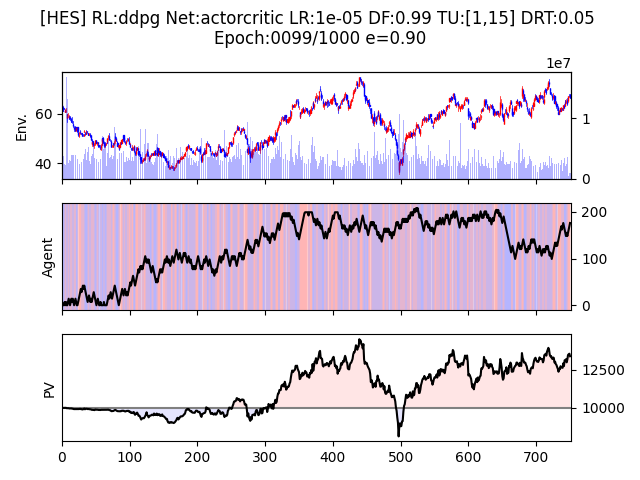 [HES] RL:ddpg Net:actorcritic LR:1e-05 DF:0.99 TU:[1,15] DRT:0.05
Epoch:0099/1000 e=0.90
1e7
Env.
60
40
1
0
Agent
200
100
0
PV
12500
10000
0 100 200 300 400 500 600 700